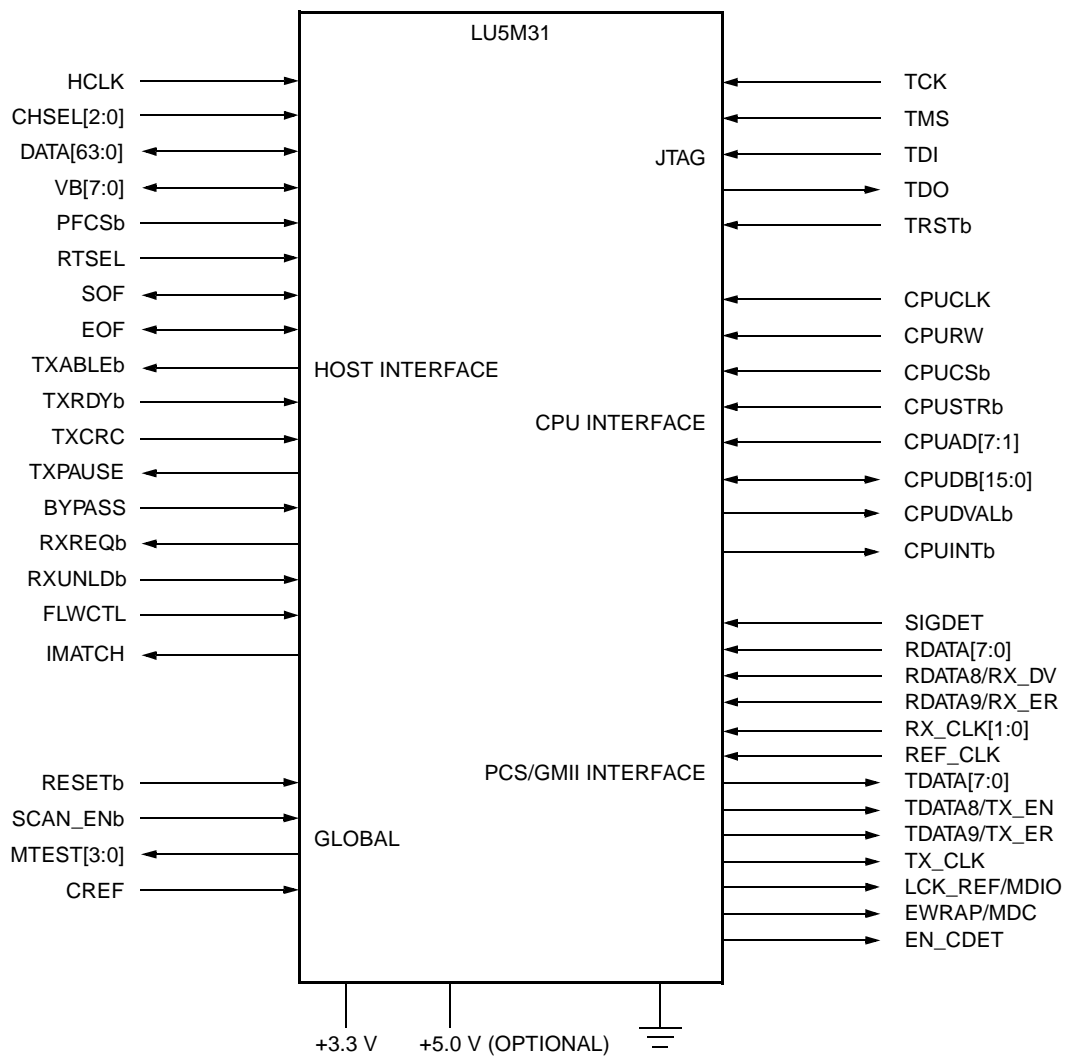 LU5M31
HCLK
CHSEL[2:0]
DATA[63:0]
VB[7:0]
PFCSb
RTSEL
SOF
EOF
TXABLEb
TXRDYb
TXCRC
TXPAUSE
BYPASS
RXREQb
RXUNLDb
FLWCTL
IMATCH
HOST INTERFACE
RESETb
SCAN_ENb
MTEST[3:0]
CREF
GLOBAL
JTAG
TCK
TMS
TDI
TDO
TRSTb
CPU INTERFACE
CPUCLK
CPURW
CPUCSb
CPUSTRb
CPUAD[7:1]
CPUDB[15:0]
CPUDVALb
CPUINTb
PCS/GMII INTERFACE
SIGDET
RDATA[7:0]
RDATA8/RX_DV
RDATA9/RX_ER
RX_CLK[1:0]
REF_CLK
TDATA[7:0]
TDATA8/TX_EN
TDATA9/TX_ER
TX_CLK
LCK_REF/MDIO
EWRAP/MDC
EN_CDET
+3.3 V
+5.0 V (OPTIONAL)